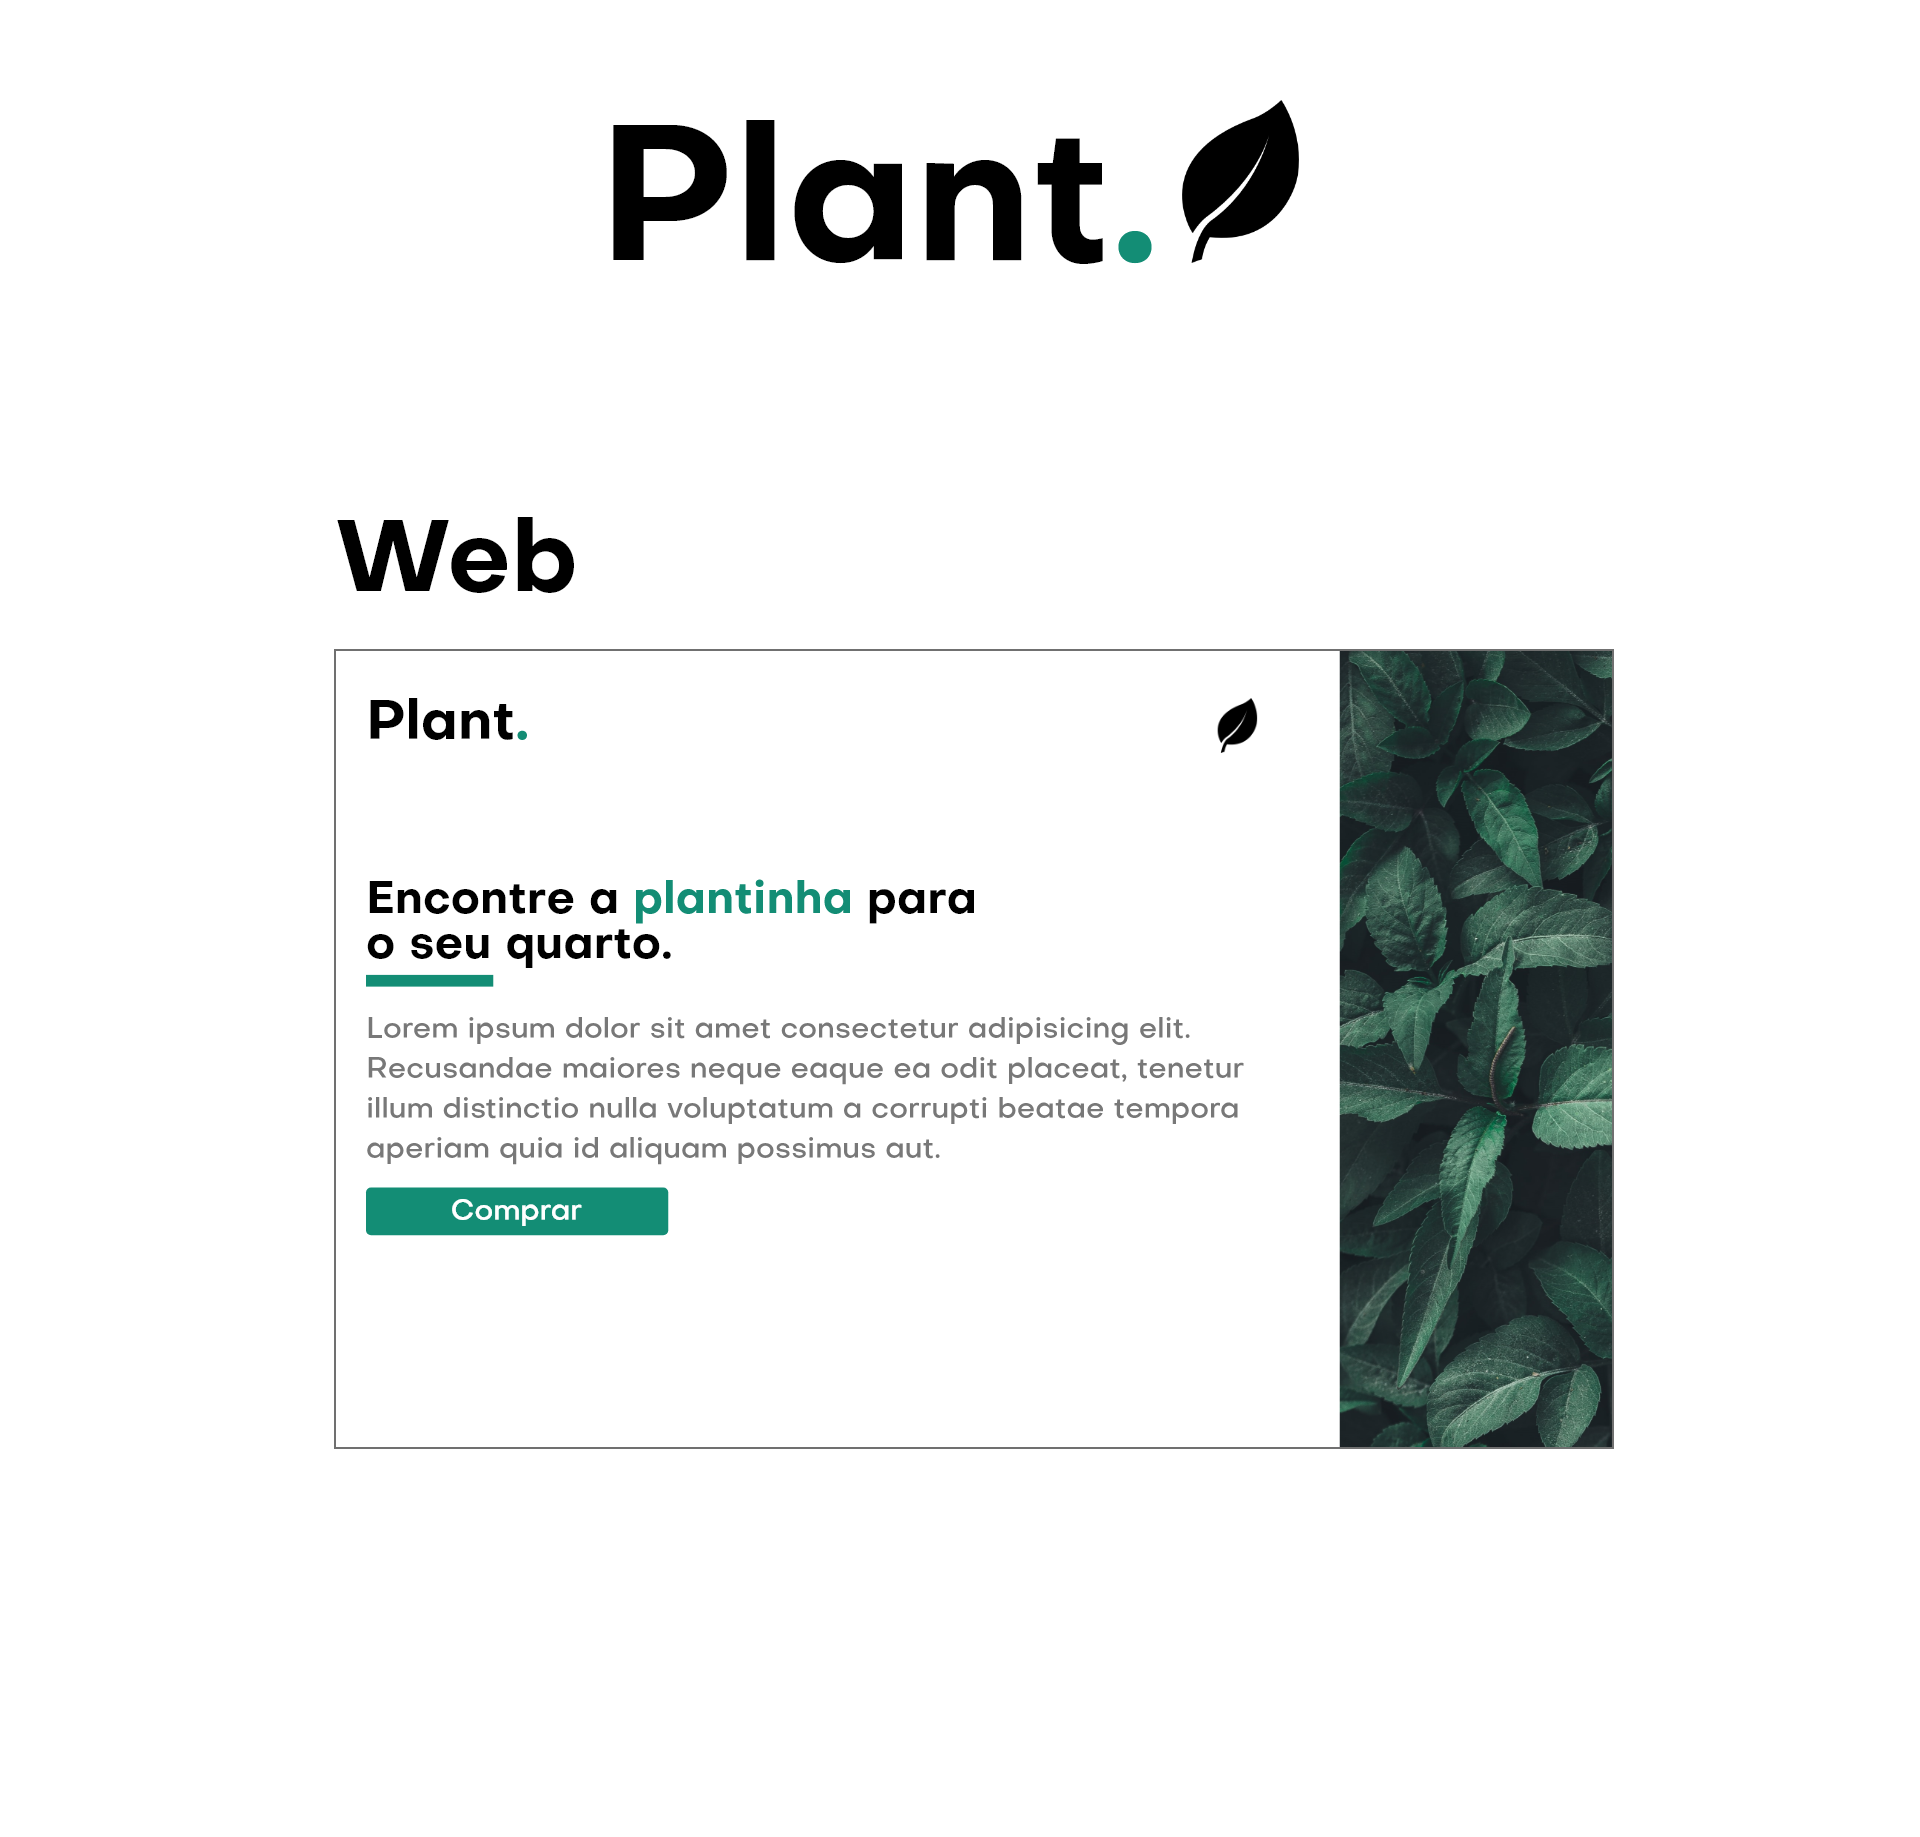 Plant.
Web
Plant.
Encontre a plantinha para
o seu quarto.
Lorem ipsum dolor sit amet consectetur adipisicing elit.
Recusandae maiores neque eaque ea odit placeat, tenetur
illum distinctio nulla voluptatum a corrupti beatae tempora
aperiam quia id aliquam possimus aut.
Comprar